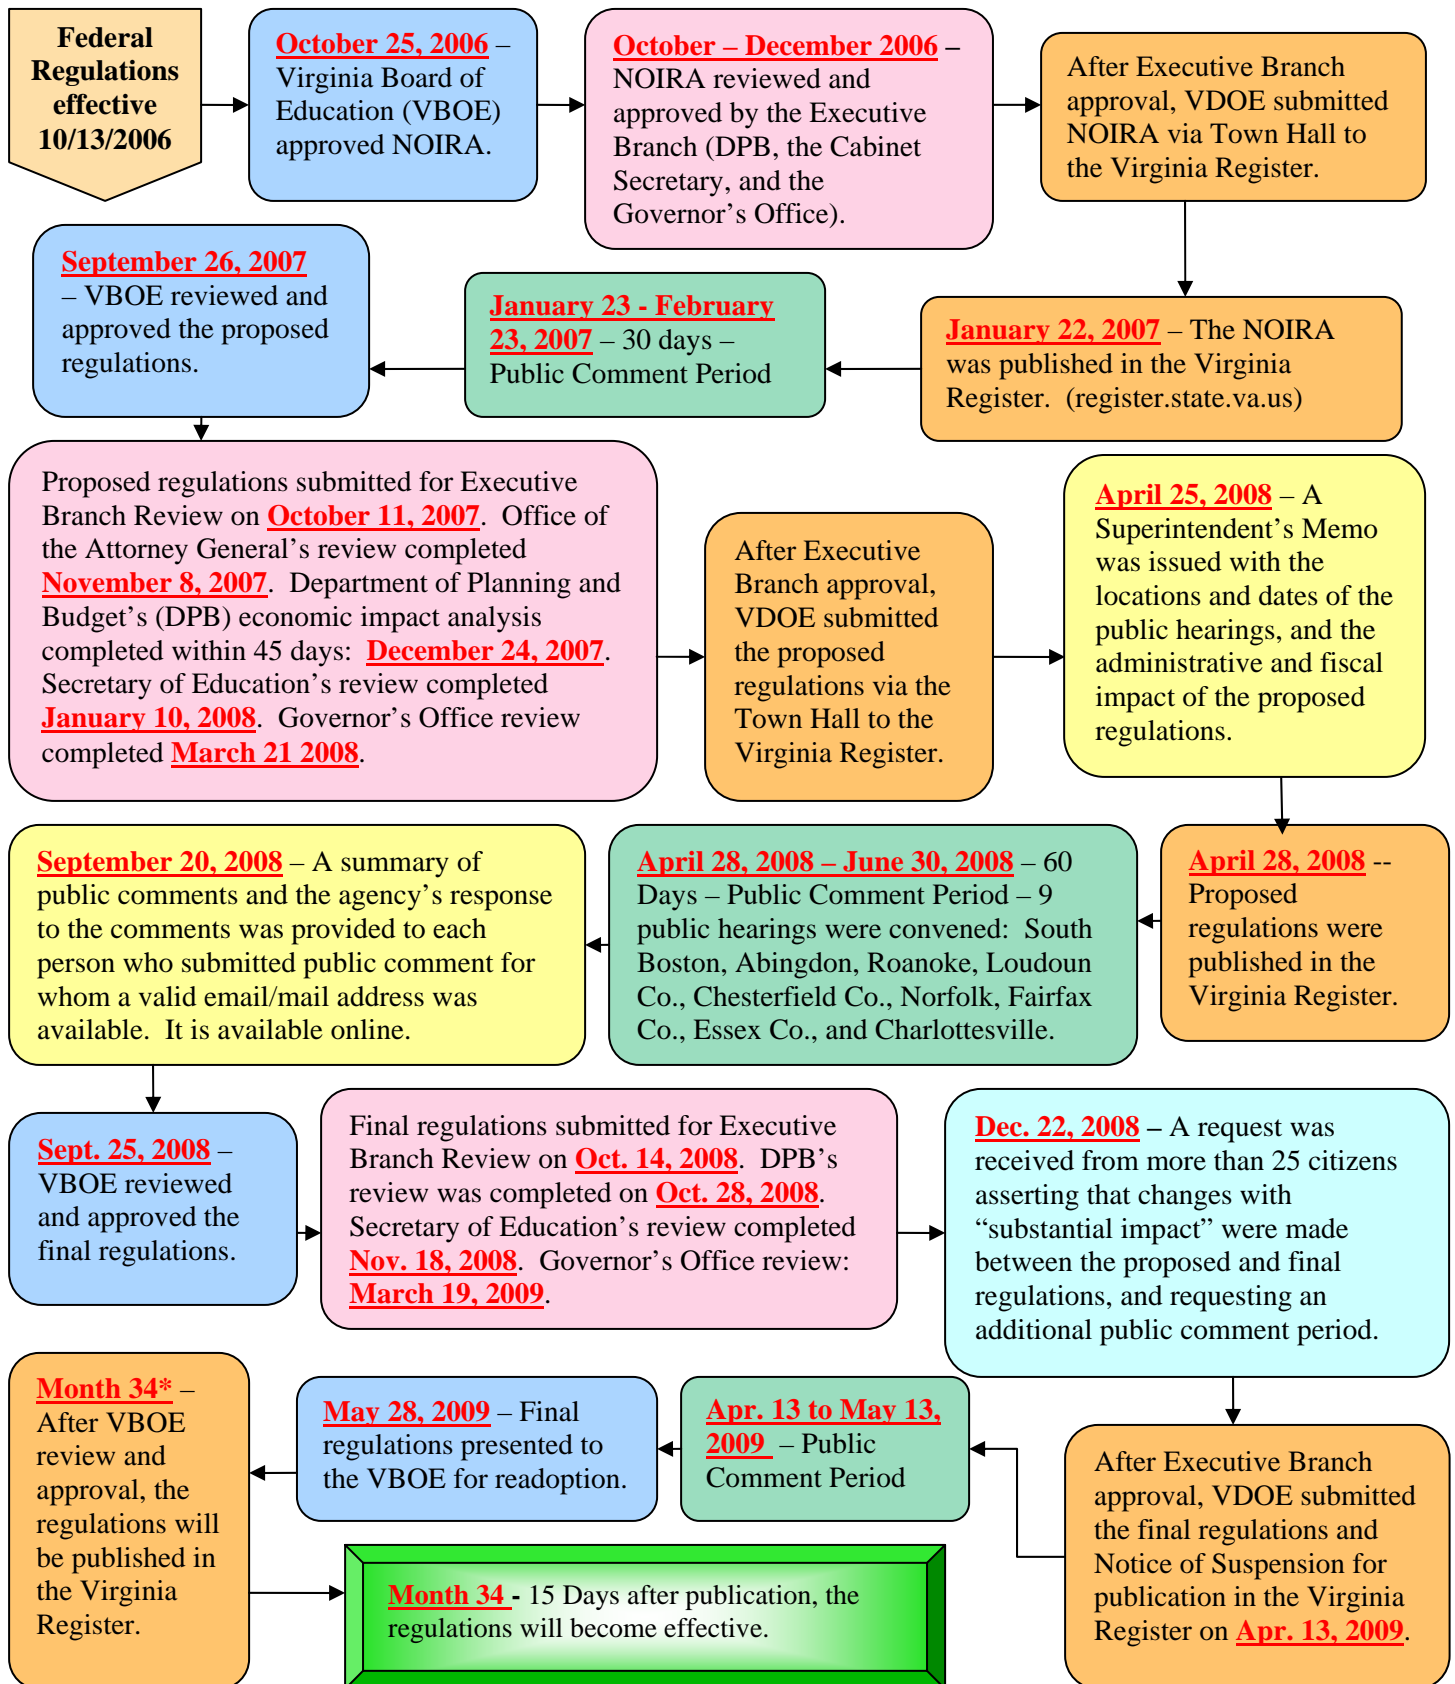 Federal
Regulations
effective
10/13/2006
October 25, 2006 –
Virginia Board of
Education (VBOE)
approved NOIRA.
October – December 2006 –
NOIRA reviewed and
approved by the Executive
Branch (DPB, the Cabinet
Secretary, and the
Governor’s Office).
After Executive Branch
approval, VDOE submitted
NOIRA via Town Hall to
the Virginia Register.
January 22, 2007 – The NOIRA
was published in the Virginia
Register.  (register.state.va.us)
January 23 - February
23, 2007 – 30 days –
Public Comment Period
September 26, 2007
– VBOE reviewed and
approved the proposed
regulations.
Proposed regulations submitted for Executive
Branch Review on October 11, 2007.  Office of
the Attorney General’s review completed
November 8, 2007.  Department of Planning and
Budget’s (DPB) economic impact analysis
completed within 45 days:  December 24, 2007.
Secretary of Education’s review completed
January 10, 2008.  Governor’s Office review
completed March 21 2008.
After Executive
Branch approval,
VDOE submitted
the proposed
regulations via the
Town Hall to the
Virginia Register.
April 25, 2008 – A
Superintendent’s Memo
was issued with the
locations and dates of the
public hearings, and the
administrative and fiscal
impact of the proposed
regulations.
April 28, 2008 --
Proposed
regulations were
published in the
Virginia Register.
April 28, 2008 – June 30, 2008 – 60
Days – Public Comment Period – 9
public hearings were convened:  South
Boston, Abingdon, Roanoke, Loudoun
Co., Chesterfield Co., Norfolk, Fairfax
Co., Essex Co., and Charlottesville.
September 20, 2008 – A summary of
public comments and the agency’s response
to the comments was provided to each
person who submitted public comment for
whom a valid email/mail address was
available.  It is available online.
Sept. 25, 2008 –
VBOE reviewed
and approved the
final regulations.
Final regulations submitted for Executive
Branch Review on Oct. 14, 2008.  DPB’s
review was completed on Oct. 28, 2008.
Secretary of Education’s review completed
Nov. 18, 2008.  Governor’s Office review:
March 19, 2009.
Dec. 22, 2008 – A request was
received from more than 25 citizens
asserting that changes with
“substantial impact” were made
between the proposed and final
regulations, and requesting an
additional public comment period.
After Executive Branch
approval, VDOE submitted
the final regulations and
Notice of Suspension for
publication in the Virginia
Register on Apr. 13, 2009.
Apr. 13 to May 13,
2009 – Public
Comment Period
May 28, 2009 – Final
regulations presented to
the VBOE for readoption.
Month 34* –
After VBOE
review and
approval, the
regulations will
be published in
the Virginia
Register.
Month 34 - 15 Days after publication, the
regulations will become effective.